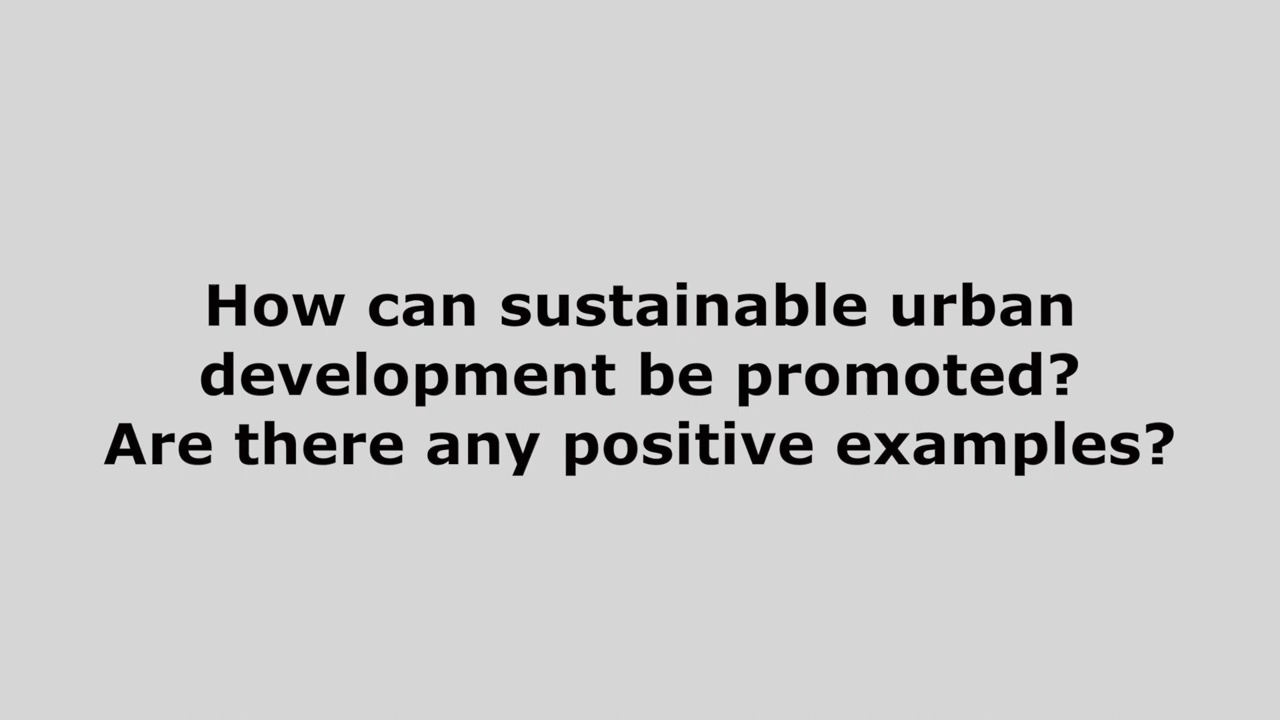 How can sustainable urban
development be promoted?
Are there any positive examples?